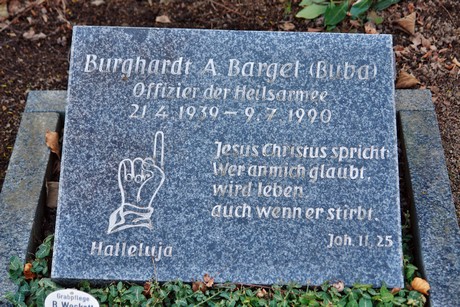 Burghardt A. Bargel (Buba)
Offizier der Heilsarmee
21.4.1939 – 9.7.1990
Jesus Christus spricht:
Wer an mich glaubt,
wird leben,
auch wenn er stirbt.
Joh. 11, 25
Halleluja
Grabpflege